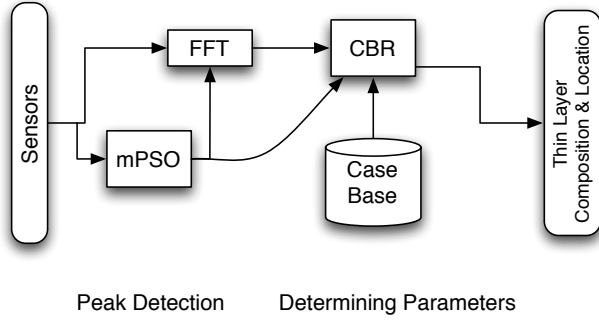 Sensors
FFT
mPSO
CBR
Case
Base
Thin Layer
Composition & Location
Peak Detection
Determining Parameters